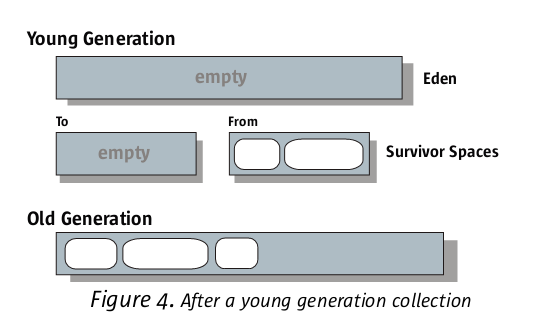 Young Generation
empty
Eden
To
From
empty
Survivor Spaces
Old Generation
Figure 4. After a young generation collection